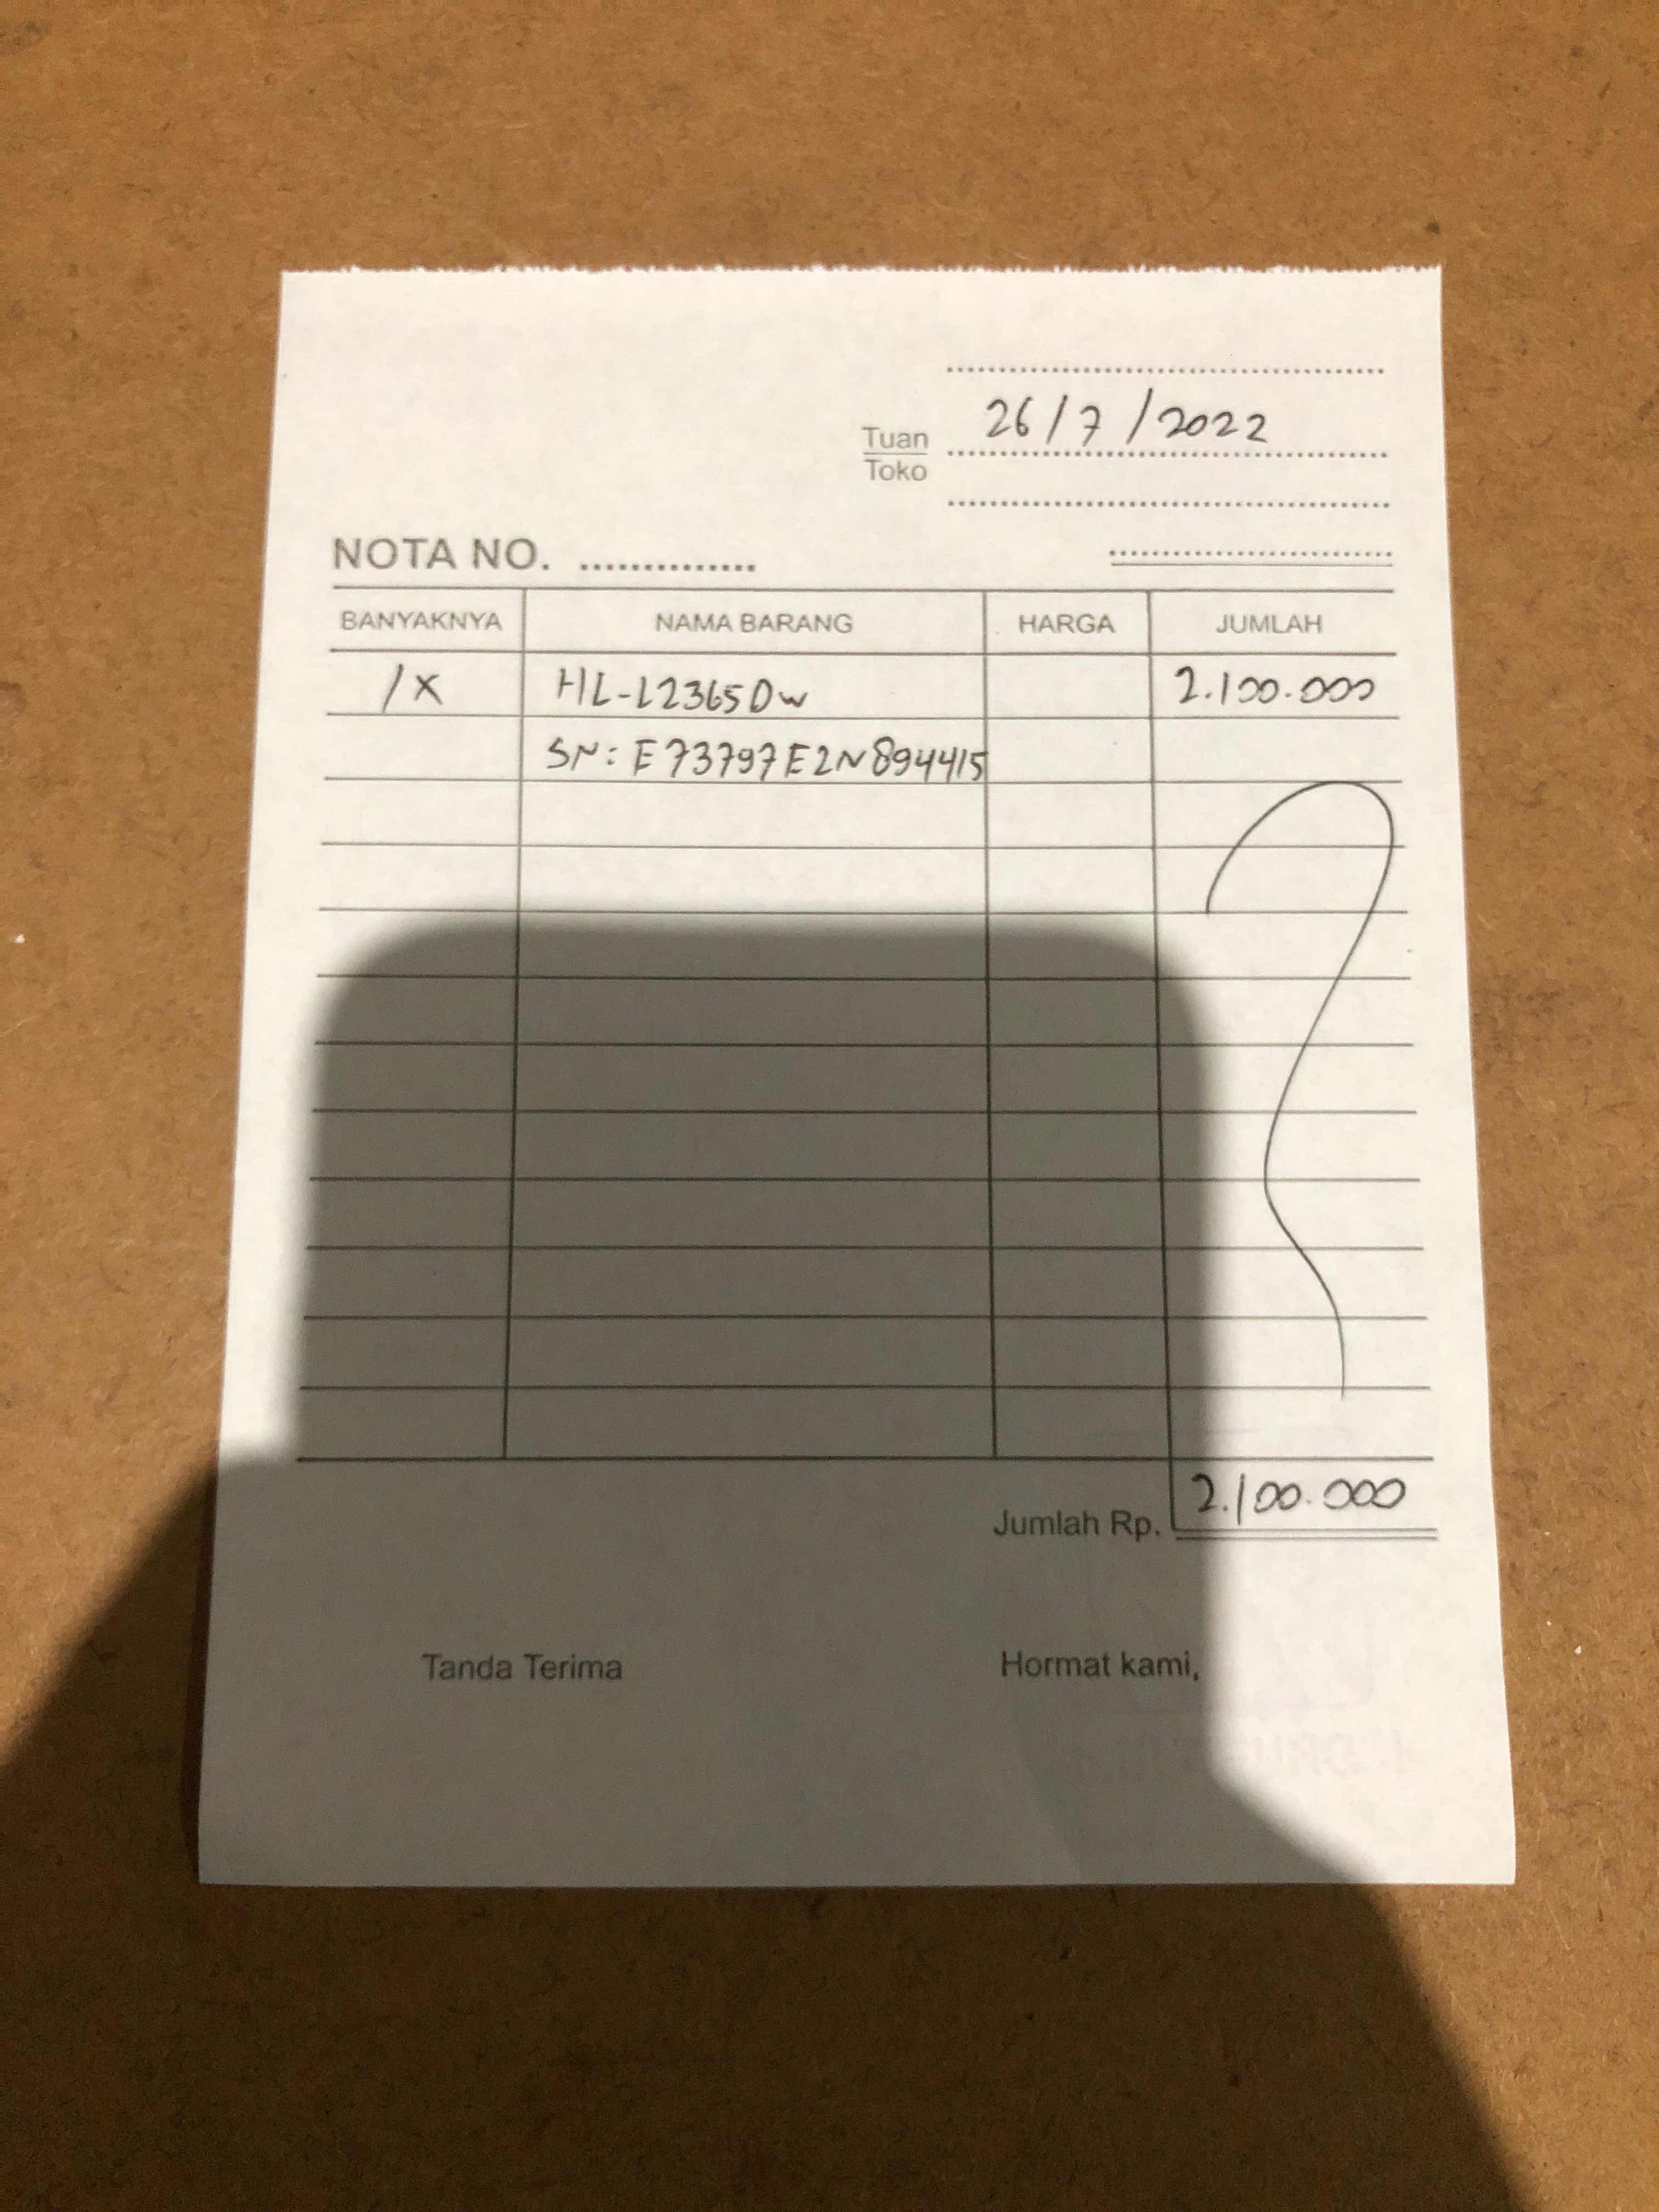 26/7/2022
Tuan
Toko
NOTA NO. ..............
BANYAKNYA NAMA BARANG HARGA JUMLAH
1X HL-L2365DW 2.100.000
SN: E73797E2N894415
Jumlah Rp. 2.100.000
Tanda Terima Hormat kami,